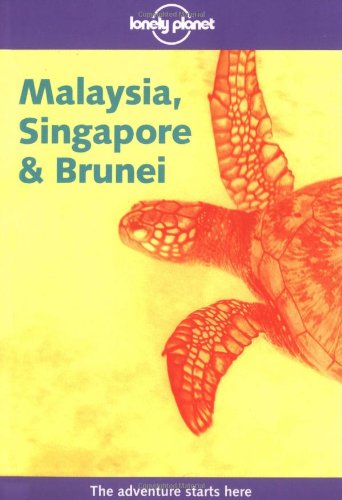 lonely planet
Malaysia,
Singapore
& Brunei
The adventure starts here